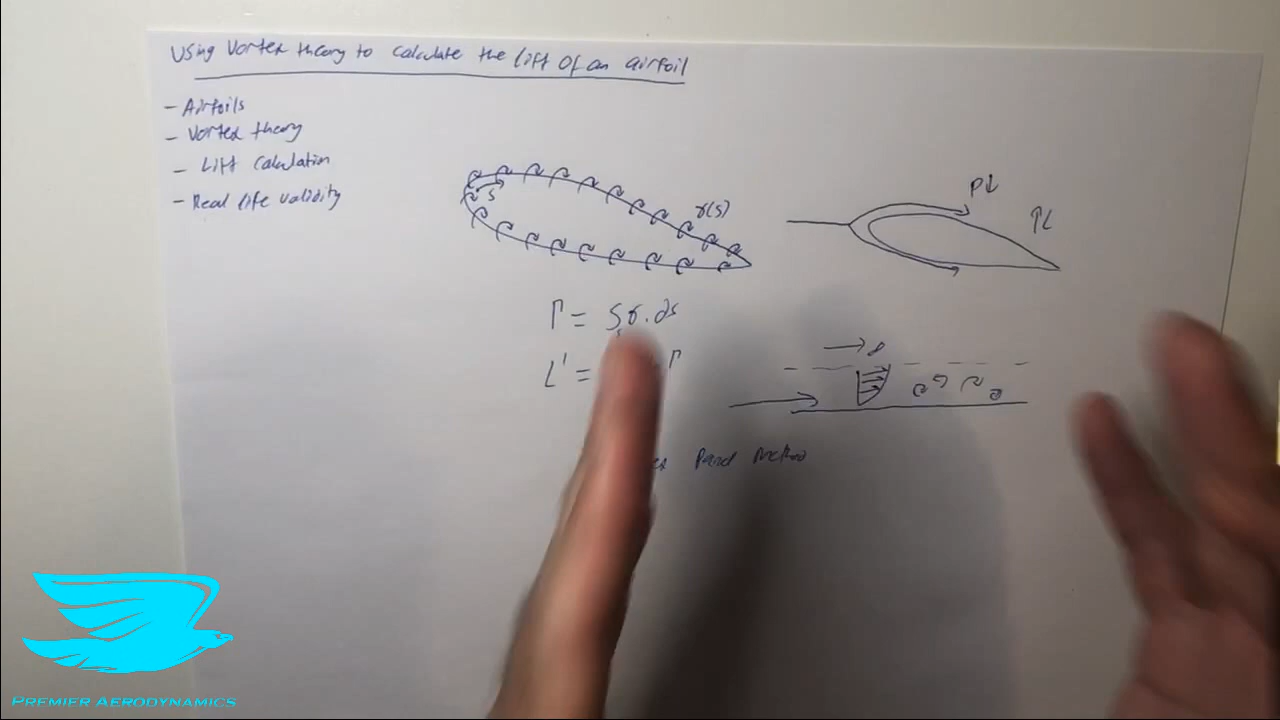 Using Vortex theory to calculate the lift of an airfoil
- Airfoils
- Vortex theory
- Lift calculation
- Real life validity
S
γ(s)
P↓
↑L
Γ = ∫γ.ds
L' = Γ
δ
Panel Method
PREMIER AERODYNAMICS